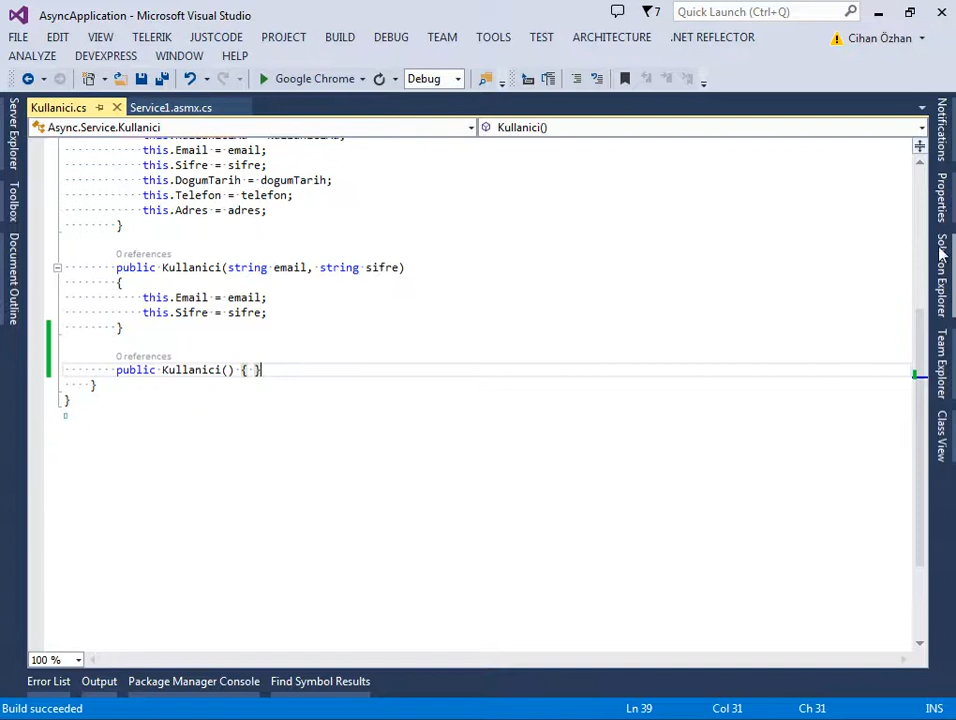 AsyncApplication - Microsoft Visual Studio
7
Quick Launch (Ctrl+Q)
FILE EDIT VIEW TELERIK JUSTCODE PROJECT BUILD DEBUG TEAM TOOLS TEST ARCHITECTURE .NET REFLECTOR
Cihan Özhan
ANALYZE DEVEXPRESS WINDOW HELP
Google Chrome
Debug
Kullanici.cs
Service1.asmx.cs
Async.Service.Kullanici
Kullanici()
Server Explorer
Toolbox
Document Outline
this.Email = email;
this.Sifre = sifre;
this.DogumTarih = dogumTarih;
this.Telefon = telefon;
this.Adres = adres;
}
0 references
public Kullanici(string email, string sifre)
{
this.Email = email;
this.Sifre = sifre;
}
0 references
public Kullanici() { }
}
}
Notifications
Properties
Solution Explorer
Team Explorer
Class View
100 %
Error List Output Package Manager Console Find Symbol Results
Build succeeded
Ln 39 Col 31 Ch 31 INS